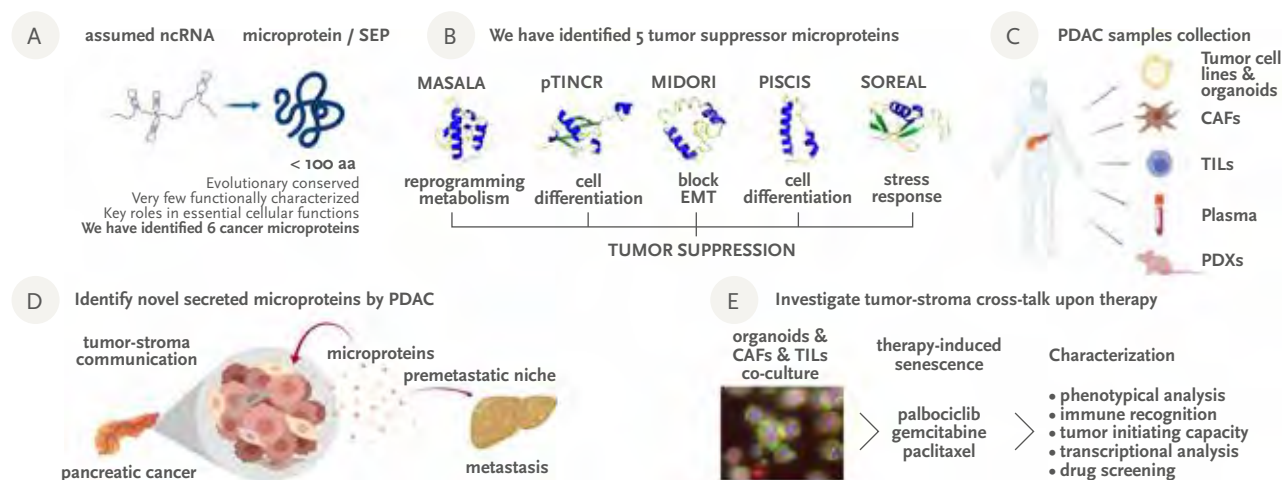 A
assumed ncRNA
microprotein / SEP
< 100 aa
Evolutionary conserved
Very few functionally characterized
Key roles in essential cellular functions
We have identified 6 cancer microproteins
B
We have identified 5 tumor suppressor microproteins
MASALA
pTINCR
MIDORI
PISCIS
SOREAL
reprogramming
metabolism
cell
differentiation
block
EMT
cell
differentiation
stress
response
TUMOR SUPPRESSION
C
PDAC samples collection
Tumor cell
lines &
organoids
CAFs
TILs
Plasma
PDXs
D
Identify novel secreted microproteins by PDAC
tumor-stroma
communication
microproteins
premetastatic niche
pancreatic cancer
metastasis
E
Investigate tumor-stroma cross-talk upon therapy
organoids &
CAFs & TILs
co-culture
therapy-induced
senescence
palbociclib
gemcitabine
paclitaxel
Characterization
• phenotypical analysis
• immune recognition
• tumor initiating capacity
• transcriptional analysis
• drug screening